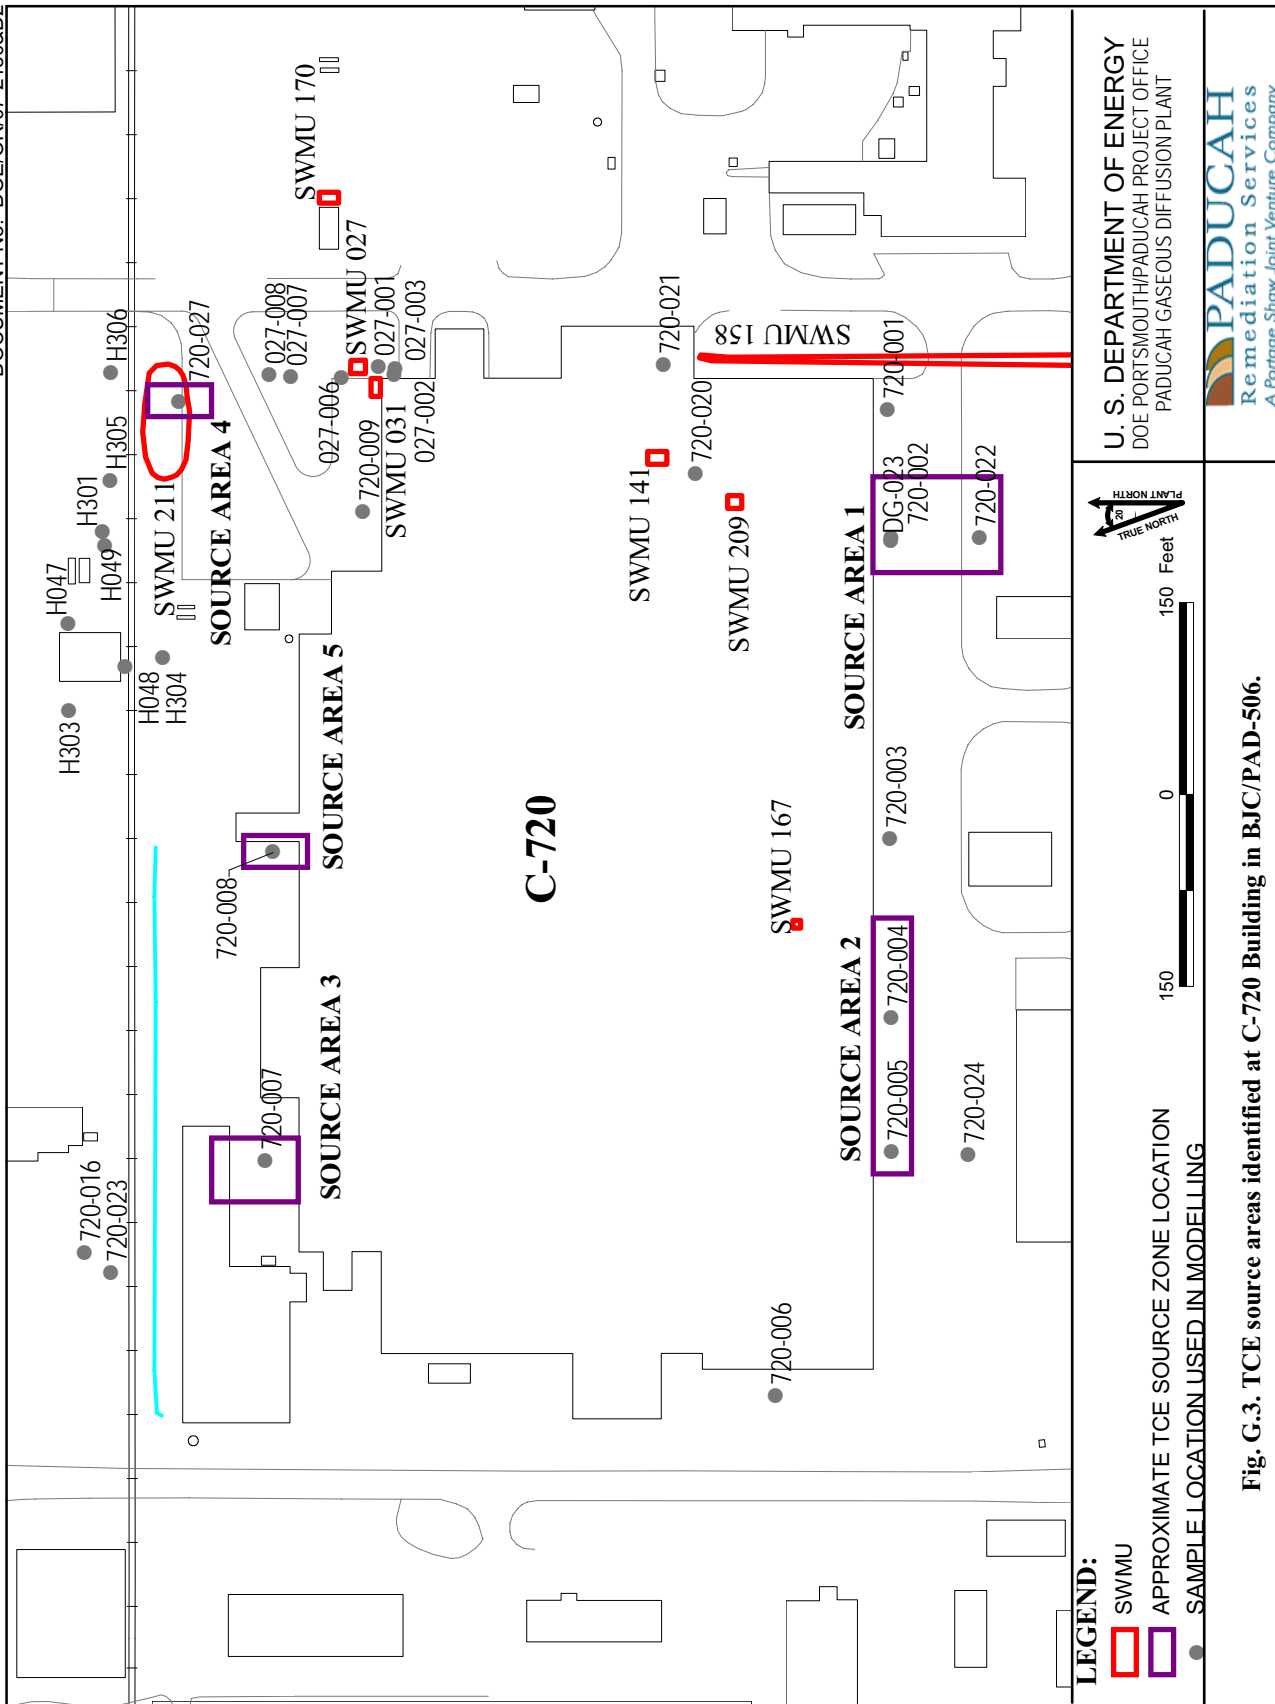 SWMU 170
SWMU 027
027-001
027-003
027-008
027-007
720-027
H306
H305
H301
H049
H047
SWMU 211
SOURCE AREA 4
027-006
720-009
SWMU 031
027-002
720-021
720-020
SWMU 158
720-001
SWMU 141
SWMU 209
SOURCE AREA 1
DG-023
720-002
720-022
H048
H304
H303
SOURCE AREA 5
720-008
C-720
SWMU 167
720-003
SOURCE AREA 2
720-004
720-005
720-024
SOURCE AREA 3
720-007
720-016
720-023
720-006
LEGEND:
SWMU
APPROXIMATE TCE SOURCE ZONE LOCATION
SAMPLE LOCATION USED IN MODELLING
150 0 150 Feet
PLANT NORTH
20
TRUE NORTH
U. S. DEPARTMENT OF ENERGY
DOE PORTSMOUTH/PADUCAH PROJECT OFFICE
PADUCAH GASEOUS DIFFUSION PLANT
PADUCAH
Remediation Services
A Portage Shaw Joint Venture Company
Fig. G.3. TCE source areas identified at C-720 Building in BJC/PAD-506.